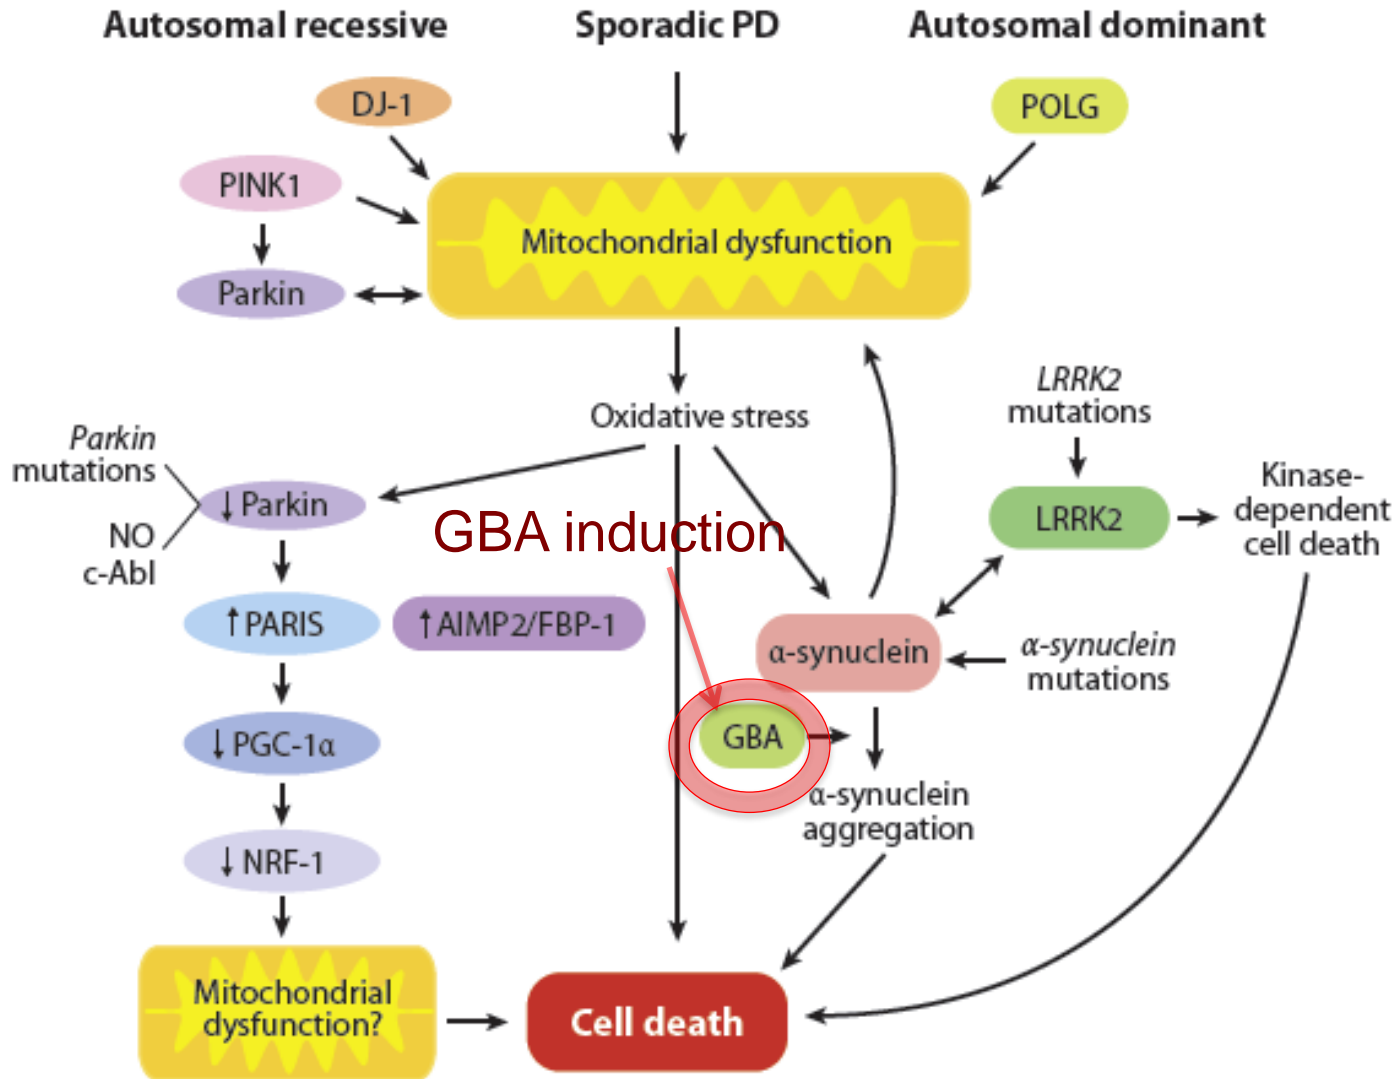 Autosomal recessive
Sporadic PD
Autosomal dominant
DJ-1
POLG
PINK1
Mitochondrial dysfunction
Parkin
Oxidative stress
LRRK2
mutations
Parkin
mutations
↓ Parkin
NO
c-Abl
GBA induction
LRRK2
Kinase-
dependent
cell death
↑ PARIS
↑ AIMP2/FBP-1
α-synuclein
α-synuclein
mutations
↓ PGC-1α
GBA
α-synuclein
aggregation
↓ NRF-1
Mitochondrial
dysfunction?
Cell death